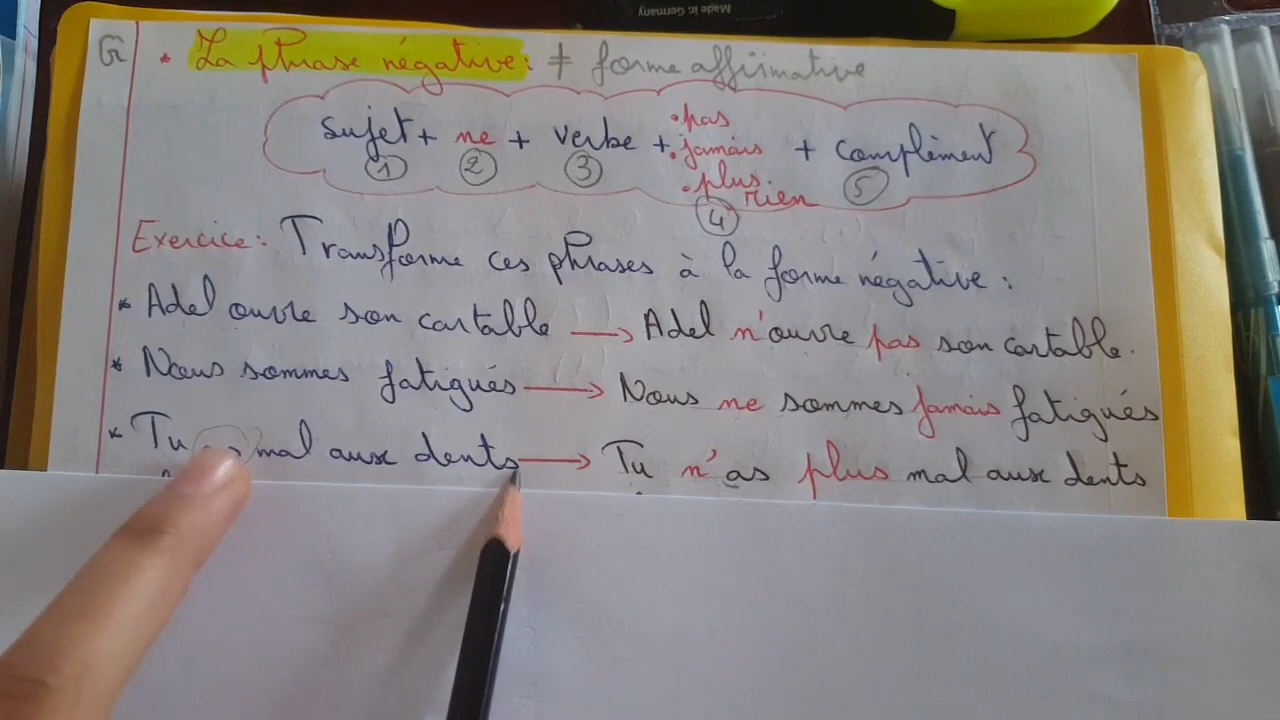 Made in Germany
G * La phrase négative : ≠ forme affirmative
sujet + ne + verbe + • pas • jamais • plus rien + complément
1 2 3 4 5
Exercice : Transforme ces phrases à la forme négative :
* Adel ouvre son cartable → Adel n'ouvre pas son cartable.
* Nous sommes fatigués → Nous ne sommes jamais fatigués
* Tu mal aux dents → Tu n'as plus mal aux dents